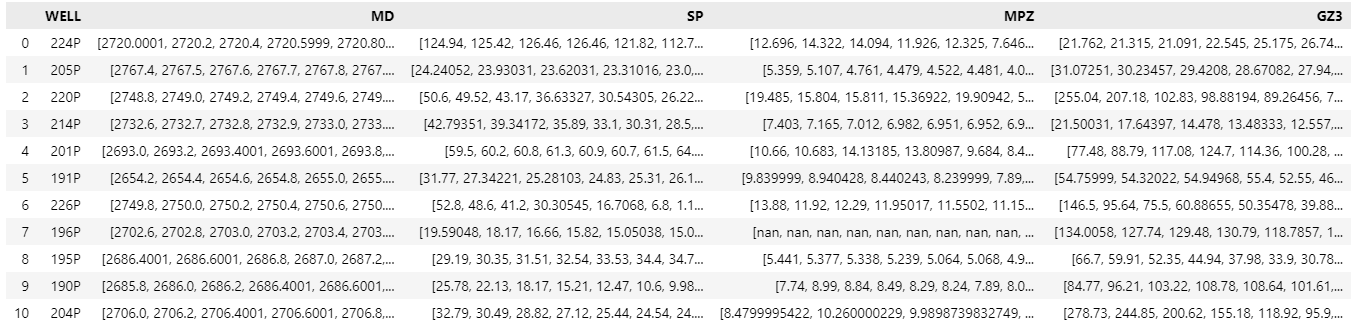 WELL MD SP MPZ GZ3
0 224P [2720.0001, 2720.2, 2720.4, 2720.5999, 2720.80... [124.94, 125.42, 126.46, 126.46, 121.82, 112.7... [12.696, 14.322, 14.094, 11.926, 12.325, 7.646... [21.762, 21.315, 21.091, 22.545, 25.175, 26.74...
1 205P [2767.4, 2767.5, 2767.6, 2767.7, 2767.8, 2767.... [24.24052, 23.93031, 23.62031, 23.31016, 23.0,... [5.359, 5.107, 4.761, 4.479, 4.522, 4.481, 4.0... [31.07251, 30.23457, 29.4208, 28.67082, 27.94,...
2 220P [2748.8, 2749.0, 2749.2, 2749.4, 2749.6, 2749.... [50.6, 49.52, 43.17, 36.63327, 30.54305, 26.22... [19.485, 15.804, 15.811, 15.36922, 19.90942, 5... [255.04, 207.18, 102.83, 98.88194, 89.26456, 7...
3 214P [2732.6, 2732.7, 2732.8, 2732.9, 2733.0, 2733.... [42.79351, 39.34172, 35.89, 33.1, 30.31, 28.5,... [7.403, 7.165, 7.012, 6.982, 6.951, 6.952, 6.9... [21.50031, 17.64397, 14.478, 13.48333, 12.557,...
4 201P [2693.0, 2693.2, 2693.4001, 2693.6001, 2693.8,... [59.5, 60.2, 60.8, 61.3, 60.9, 60.7, 61.5, 64.... [10.66, 10.683, 14.13185, 13.80987, 9.684, 8.4... [77.48, 88.79, 117.08, 124.7, 114.36, 100.28, ...
5 191P [2654.2, 2654.4, 2654.6, 2654.8, 2655.0, 2655.... [31.77, 27.34221, 25.28103, 24.83, 25.31, 26.1... [9.839999, 8.940428, 8.440243, 8.239999, 7.89,... [54.75999, 54.32022, 54.94968, 55.4, 52.55, 46...
6 226P [2749.8, 2750.0, 2750.2, 2750.4, 2750.6, 2750.... [52.8, 48.6, 41.2, 30.30545, 16.7068, 6.8, 1.1... [13.88, 11.92, 12.29, 11.95017, 11.5502, 11.15... [146.5, 95.64, 75.5, 60.88655, 50.35478, 39.88...
7 196P [2702.6, 2702.8, 2703.0, 2703.2, 2703.4, 2703.... [19.59048, 18.17, 16.66, 15.82, 15.05038, 15.0... [nan, nan, nan, nan, nan, nan, nan, nan, nan, ... [134.0058, 127.74, 129.48, 130.79, 118.7857, 1...
8 195P [2686.4001, 2686.6001, 2686.8, 2687.0, 2687.2,... [29.19, 30.35, 31.51, 32.54, 33.53, 34.4, 34.7... [5.441, 5.377, 5.338, 5.239, 5.064, 5.068, 4.9... [66.7, 59.91, 52.35, 44.94, 37.98, 33.9, 30.78...
9 190P [2685.8, 2686.0, 2686.2, 2686.4001, 2686.6001,... [25.78, 22.13, 18.17, 15.21, 12.47, 10.6, 9.98... [7.74, 8.99, 8.84, 8.49, 8.29, 8.24, 7.89, 8.0... [84.77, 96.21, 103.22, 108.78, 108.64, 101.61,...
10 204P [2706.0, 2706.2, 2706.4001, 2706.6001, 2706.8,... [32.79, 30.49, 28.82, 27.12, 25.44, 24.54, 24.... [8.4799995422, 10.260000229, 9.9898739832749, ... [278.73, 244.85, 200.62, 155.18, 118.92, 95.9,...